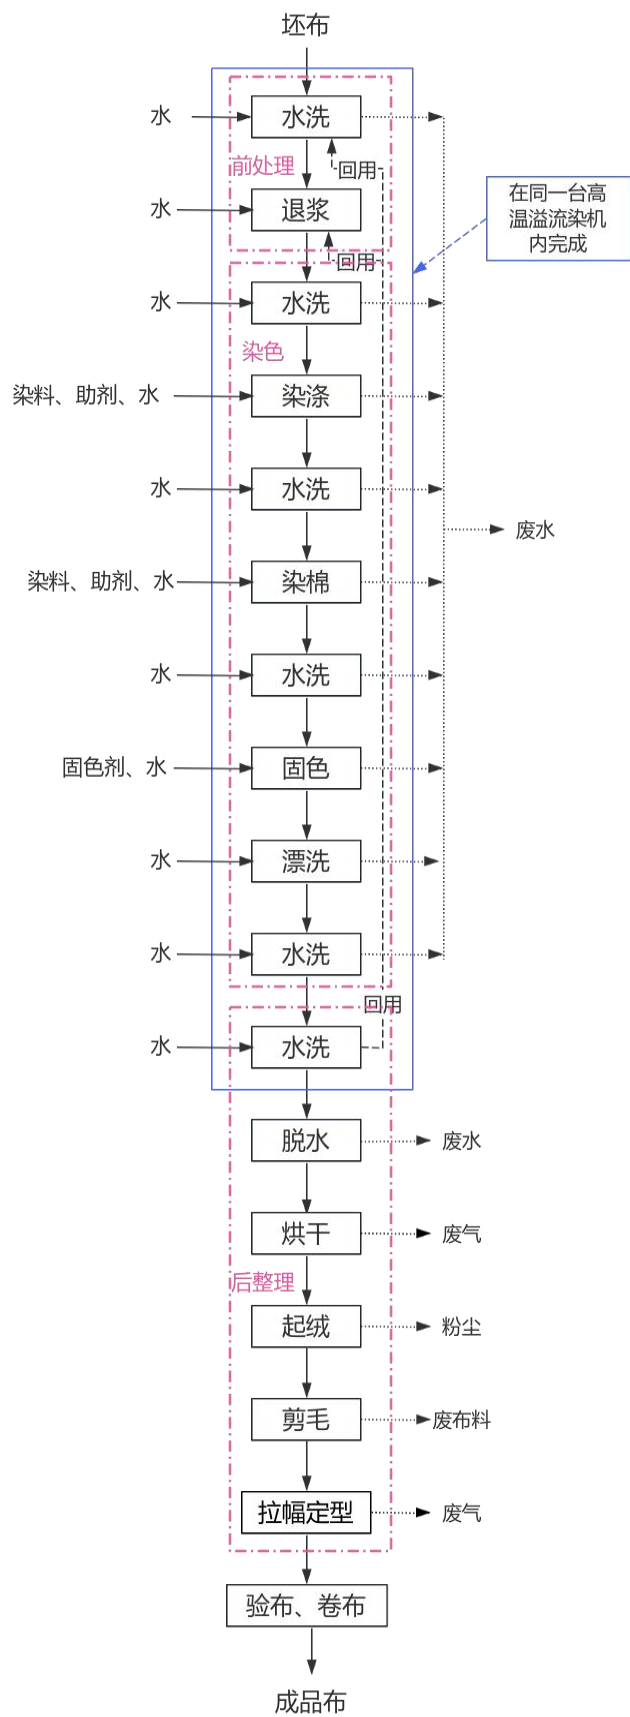 坯布
水
水洗
前处理
回用
水
退浆
在同一台高
温溢流染机
内完成
回用
水
水洗
染色
染料、助剂、水
染涤
水
水洗
废水
染料、助剂、水
染棉
水
水洗
固色剂、水
固色
水
漂洗
水
水洗
回用
水
水洗
脱水
废水
烘干
废气
后整理
起绒
粉尘
剪毛
废布料
拉幅定型
废气
验布、卷布
成品布